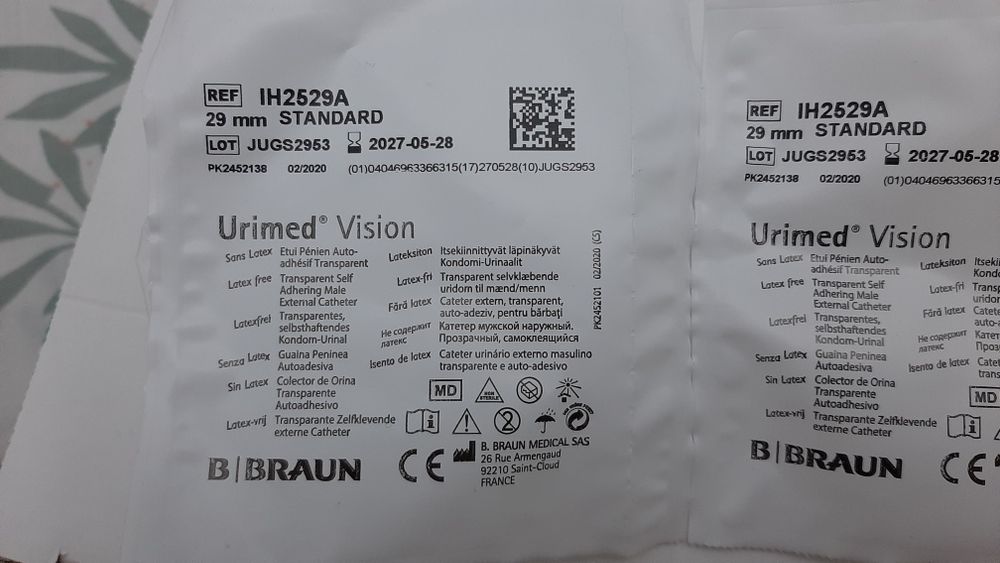 REF IH2529A
29 mm STANDARD
LOT JUGS2953 2027-05-28
PK2452138 02/2020 (01)04046963366315(17)270528(10)JUGS2953
Urimed® Vision
Sans Latex Etui Pénien Auto-
adhésif Transparent
Latex free Transparent Self
Adhering Male
External Catheter
Latexfrei Transparentes,
selbsthaftendes
Kondom-Urinal
Senza Latex Guaina Peninea
Autoadesiva
Sin Latex Colector de Orina
Transparente
Autoadhesivo
Latex-vrij Transparante Zelfklevende
externe Catheter
Lateksiton Itsekiinnittyvät läpinäkyvät
Kondomi-Urinaalit
Latex-fri Transparent selvklæbende
uridom til mænd/menn
Fără latex Cateter extern, transparent,
auto-adeziv, pentru bărbaţi
Не содержит
латекс
Катетер мужской наружный,
Прозрачный, самоклеящийся
Isento de latex Cateter urinário externo masulino
transparente e auto-adesivo
PK2452101 02/2020 (C5)
MD
NON
STERILE
2
B|BRAUN
CE
B. BRAUN MEDICAL SAS
26 Rue Armengaud
92210 Saint-Cloud
FRANCE
REF IH2529A
29 mm STANDARD
LOT JUGS2953 2027-05-28
PK2452138 02/2020 (01)04046963366315
Urimed® Vision
Sans Latex Etui Pénien Auto-
adhésif Transparent
Latex free Transparent Self
Adhering Male
External Catheter
Latexfrei Transparentes,
selbsthaftendes
Kondom-Urinal
Senza Latex Guaina Peninea
Autoadesiva
Sin Latex Colector de Orina
Transparente
Autoadhesivo
Latex-vrij Transparante Zelfklevende
externe Catheter
Lateksiton
Latex-fri
Fără latex
Не содержит
латекс
Isento de latex
MD
B|BRAUN
CE